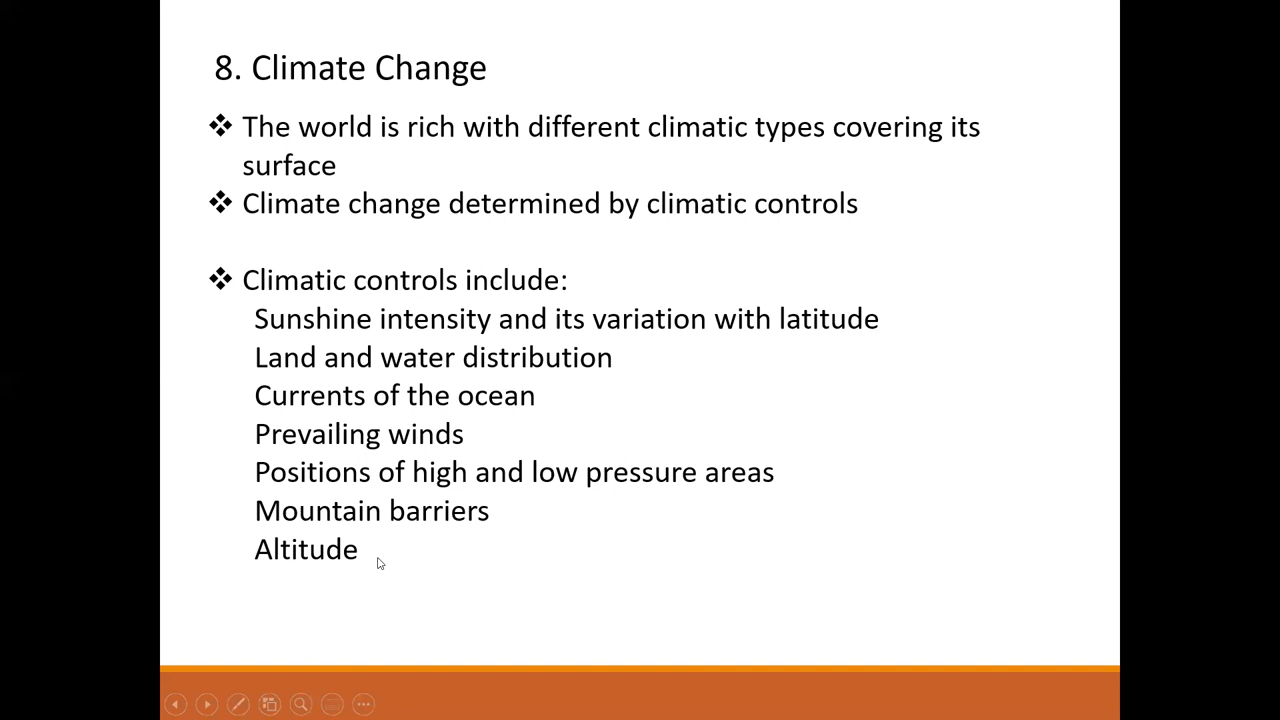 8. Climate Change
❖ The world is rich with different climatic types covering its
surface
❖ Climate change determined by climatic controls
❖ Climatic controls include:
Sunshine intensity and its variation with latitude
Land and water distribution
Currents of the ocean
Prevailing winds
Positions of high and low pressure areas
Mountain barriers
Altitude